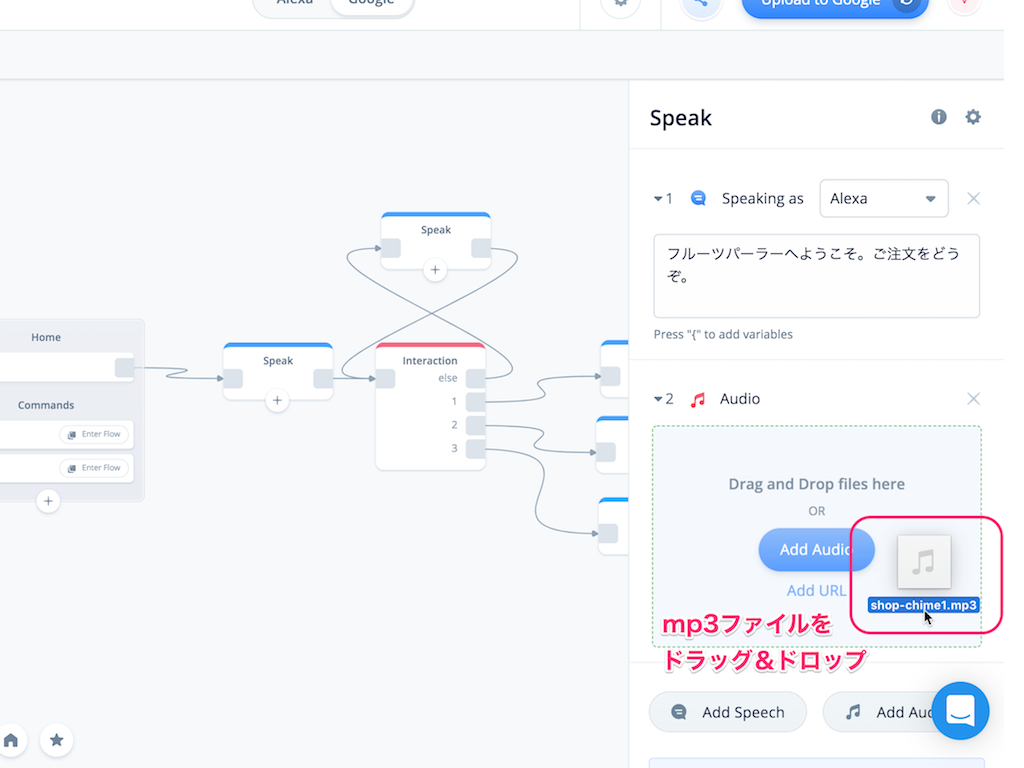 Alexa
Google
Upload to Google
Speak
1
Speaking as
Alexa
フルーツパーラーへようこそ。ご注文をどう
ぞ。
Press "{" to add variables
2
Audio
Drag and Drop files here
OR
Add Audio
Add URL
shop-chime1.mp3
mp3ファイルを
ドラッグ&ドロップ
Add Speech
Add Aud
Speak
Home
Speak
Interaction
else
1
2
3
Commands
Enter Flow
Enter Flow